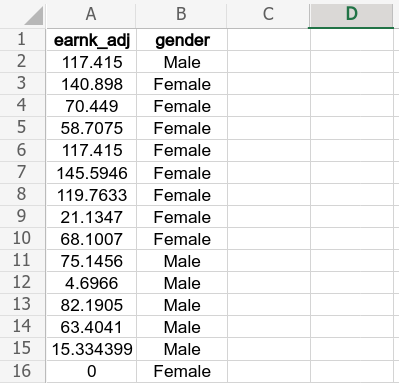 A B C D
1 earnk_adj gender
2 117.415 Male
3 140.898 Female
4 70.449 Female
5 58.7075 Female
6 117.415 Female
7 145.5946 Female
8 119.7633 Female
9 21.1347 Female
10 68.1007 Female
11 75.1456 Male
12 4.6966 Male
13 82.1905 Male
14 63.4041 Male
15 15.334399 Male
16 0 Female